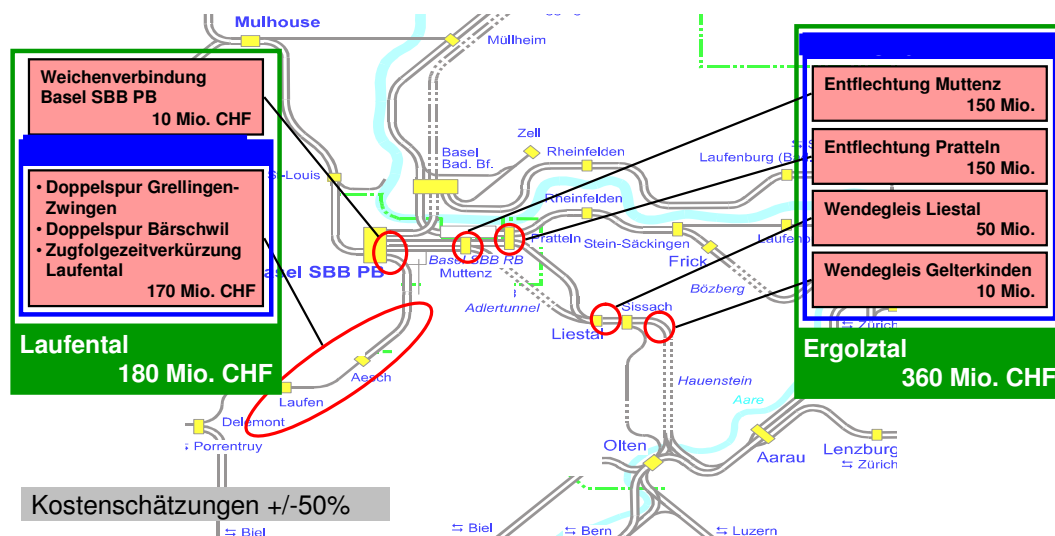 Mulhouse
Müllheim
Weichenverbindung
Basel SBB PB
10 Mio. CHF
• Doppelspur Grellingen-
Zwingen
• Doppelspur Bärschwil
• Zugfolgezeitverkürzung
Laufental
170 Mio. CHF
Laufental
180 Mio. CHF
Entflechtung Muttenz
150 Mio.
Entflechtung Pratteln
150 Mio.
Wendegleis Liestal
50 Mio.
Wendegleis Gelterkinden
10 Mio.
Ergolztal
360 Mio. CHF
Zell
Basel
Bad. Bf.
Rheinfelden
Laufenburg (Ba
St-Louis
Rheinfelden
Pratteln
Stein-Säckingen
Laufenb
Basel SBB RB
Muttenz
Frick
asel SBB PB
Bözberg
Adlertunnel
Sissach
Liestal
⇆ Zürich
Aesch
Hauenstein
Laufen
Aare
Delemont
Porrentruy
Olten
Aarau
Lenzburg
⇆ Zürich
Kostenschätzungen +/-50%
⇆ Biel
⇆ Biel
⇆ Bern
⇆ Luzern